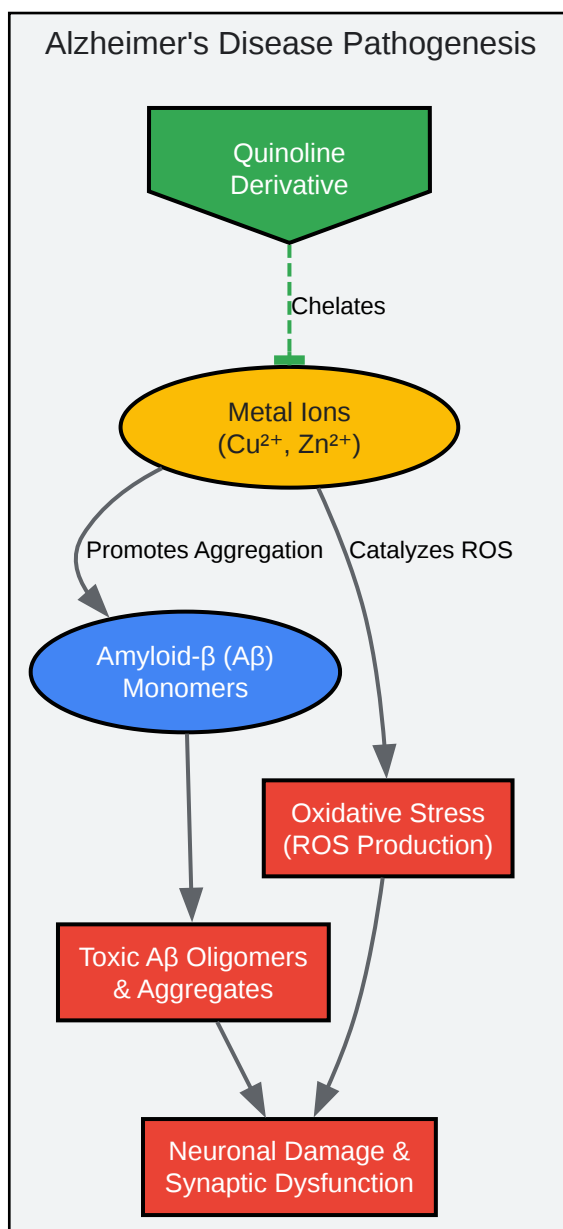 Alzheimer's Disease Pathogenesis
Quinoline
Derivative
Chelates
Metal Ions
(Cu²⁺, Zn²⁺)
Promotes Aggregation
Catalyzes ROS
Amyloid-β (Aβ)
Monomers
Oxidative Stress
(ROS Production)
Toxic Aβ Oligomers
& Aggregates
Neuronal Damage &
Synaptic Dysfunction